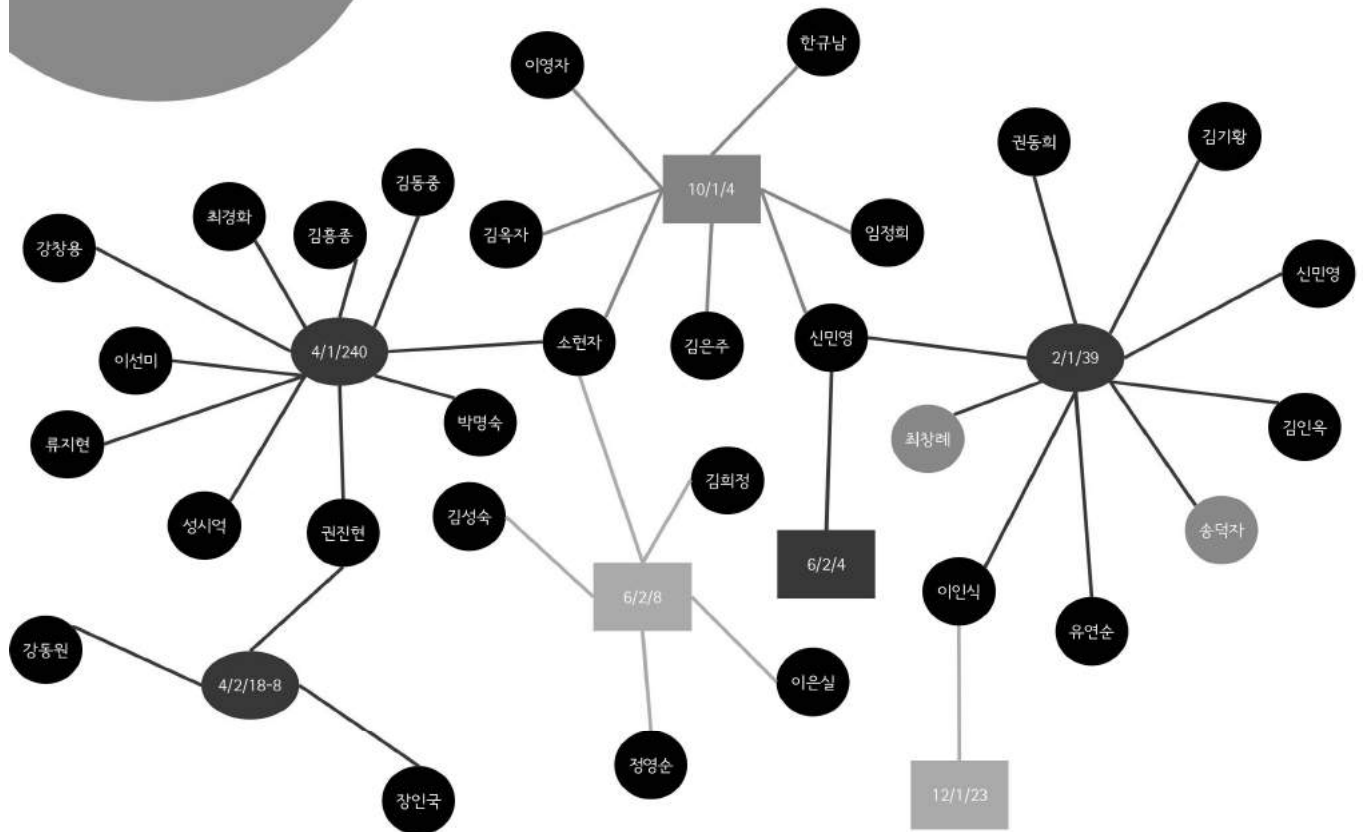 한규남
이영자
권동희
김기황
김동중
최경화
김흥종
강창용
10/1/4
김옥자
임정희
신민영
4/1/240
소현자
김은주
신민영
2/1/39
이선미
박명숙
류지현
최창례
김인옥
김희정
김성숙
성시억
권진현
송덕자
6/2/4
6/2/8
이인식
유연순
강동원
4/2/18-8
이은실
정영순
장인국
12/1/23